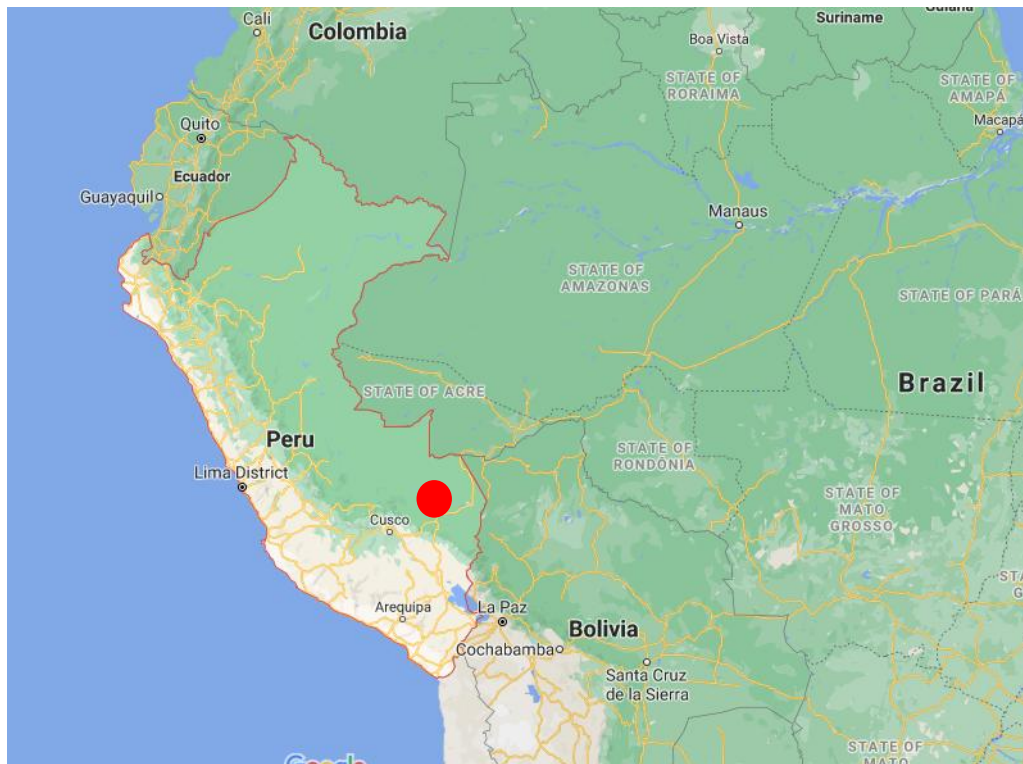 Cali
Colombia
Suriname
Boa Vista
STATE OF
RORAIMA
STATE OF
AMAPÁ
Macapá
Quito
Ecuador
Guayaquil
Manaus
STATE OF
AMAZONAS
STATE OF PARÁ
Brazil
STATE OF ACRE
Peru
STATE OF
RONDÔNIA
Lima District
STATE OF
MATO
GROSSO
Cusco
Arequipa
La Paz
Bolivia
Cochabamba
Santa Cruz
de la Sierra
STATE OF
MATO
Google